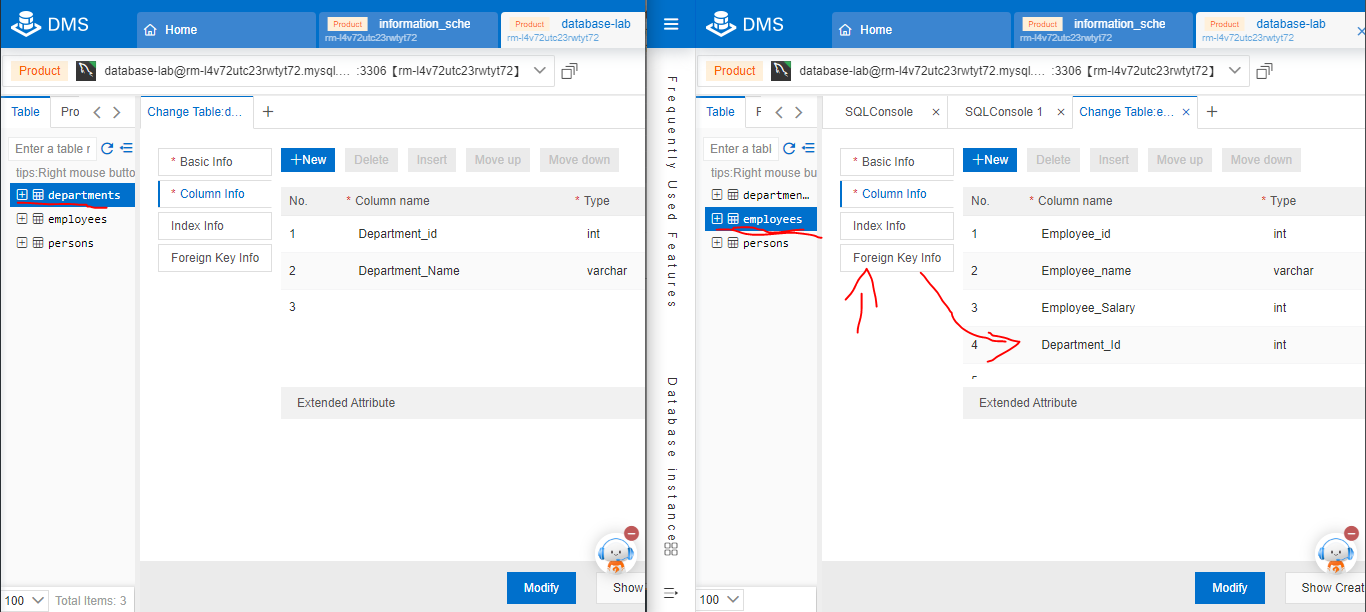 DMS
Home
Product information_sche
rm-l4v72utc23rwtyt72
Product database-lab
rm-l4v72utc23rwtyt72
Product database-lab@rm-l4v72utc23rwtyt72.mysql.... :3306【rm-l4v72utc23rwtyt72】
Table Pro
Change Table:d...
Enter a table r
tips:Right mouse butto
departments
employees
persons
* Basic Info
* Column Info
Index Info
Foreign Key Info
New Delete Insert Move up Move down
No. * Column name * Type
1 Department_id int
2 Department_Name varchar
3
Extended Attribute
Modify Show
100 Total Items: 3
Frequently Used Features
Database instance
DMS
Home
Product information_sche
rm-l4v72utc23rwtyt72
Product database-lab
rm-l4v72utc23rwtyt72
Product database-lab@rm-l4v72utc23rwtyt72.mysql.... :3306【rm-l4v72utc23rwtyt72】
Table F
SQLConsole SQLConsole 1 Change Table:e...
Enter a tabl
tips:Right mouse bu
departmen...
employees
persons
* Basic Info
* Column Info
Index Info
Foreign Key Info
New Delete Insert Move up Move down
No. * Column name * Type
1 Employee_id int
2 Employee_name varchar
3 Employee_Salary int
4 Department_Id int
Extended Attribute
Modify Show Creat
100